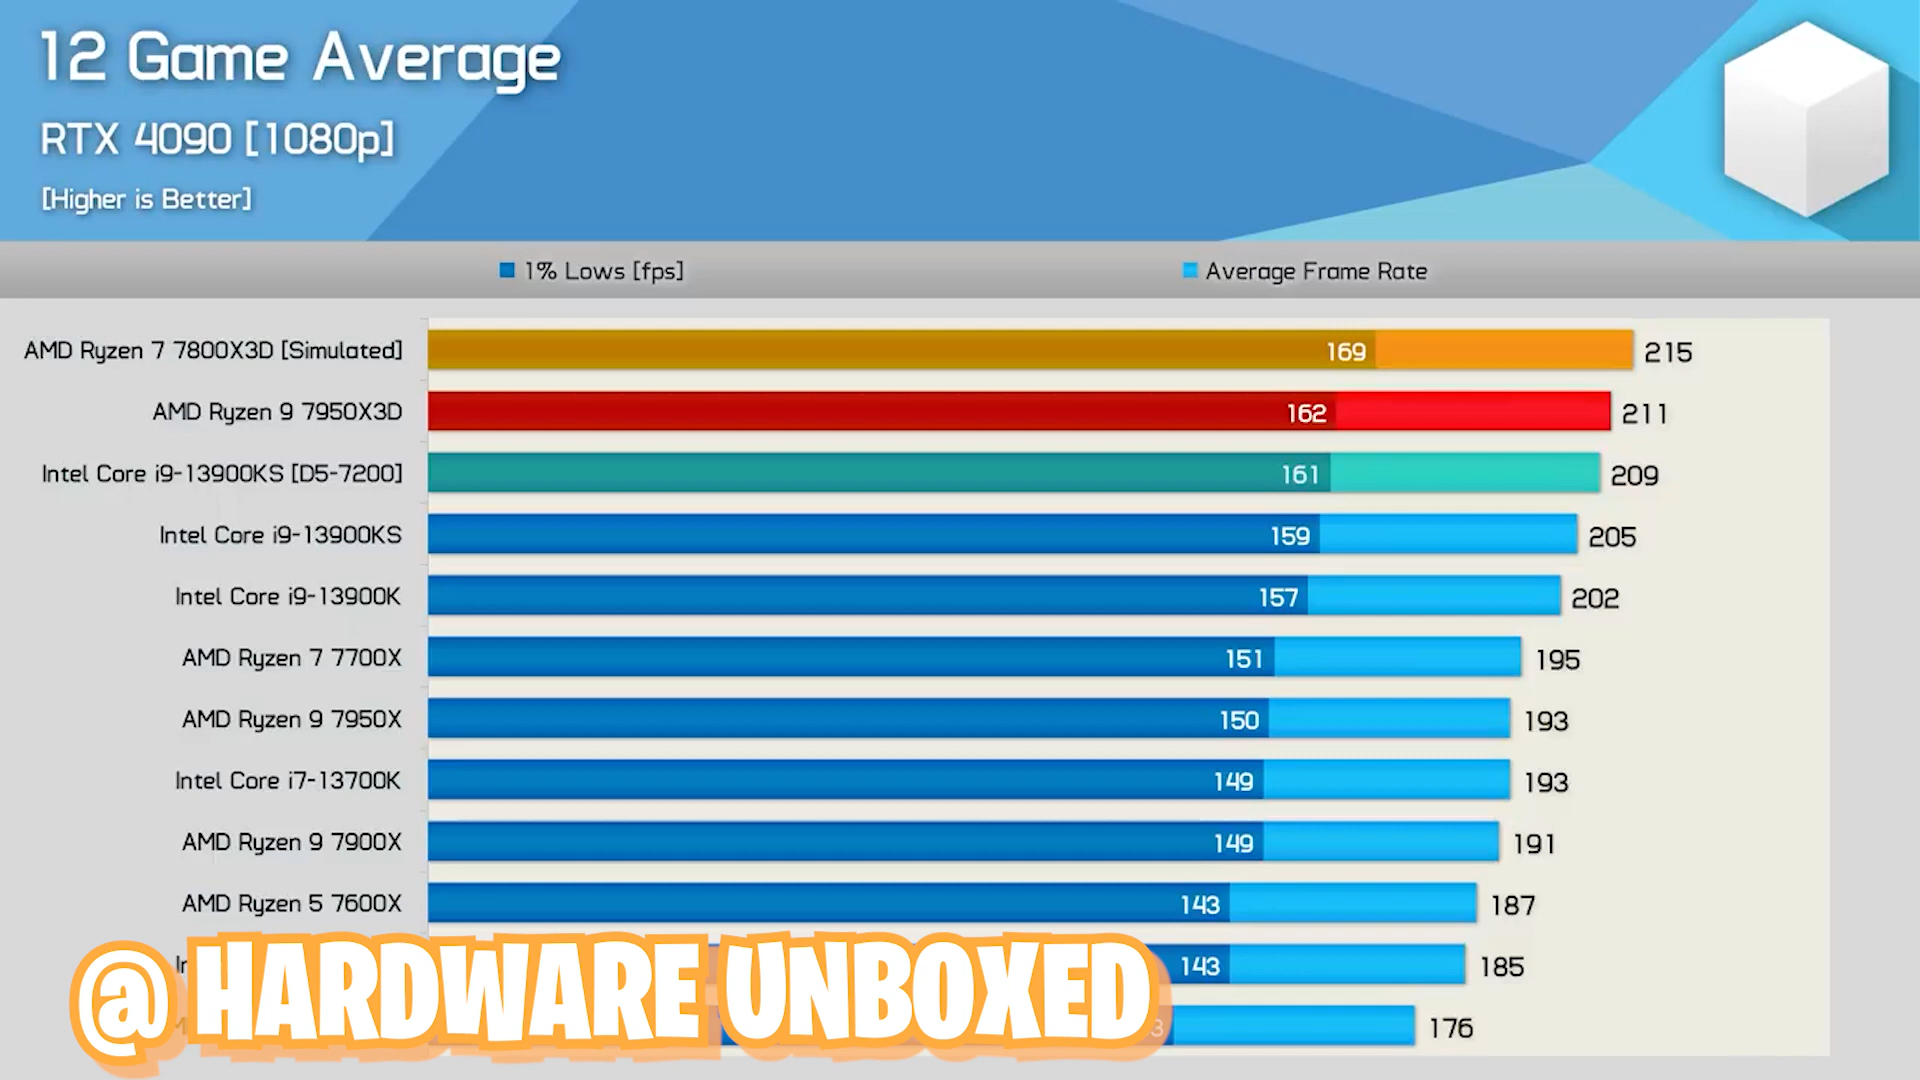 12 Game Average
RTX 4090 [1080p]
[Higher is Better]
1% Lows [fps] Average Frame Rate
AMD Ryzen 7 7800X3D [Simulated] 169 215
AMD Ryzen 9 7950X3D 162 211
Intel Core i9-13900KS [D5-7200] 161 209
Intel Core i9-13900KS 159 205
Intel Core i9-13900K 157 202
AMD Ryzen 7 7700X 151 195
AMD Ryzen 9 7950X 150 193
Intel Core i7-13700K 149 193
AMD Ryzen 9 7900X 149 191
AMD Ryzen 5 7600X 143 187
143 185
176
@ HARDWARE UNBOXED